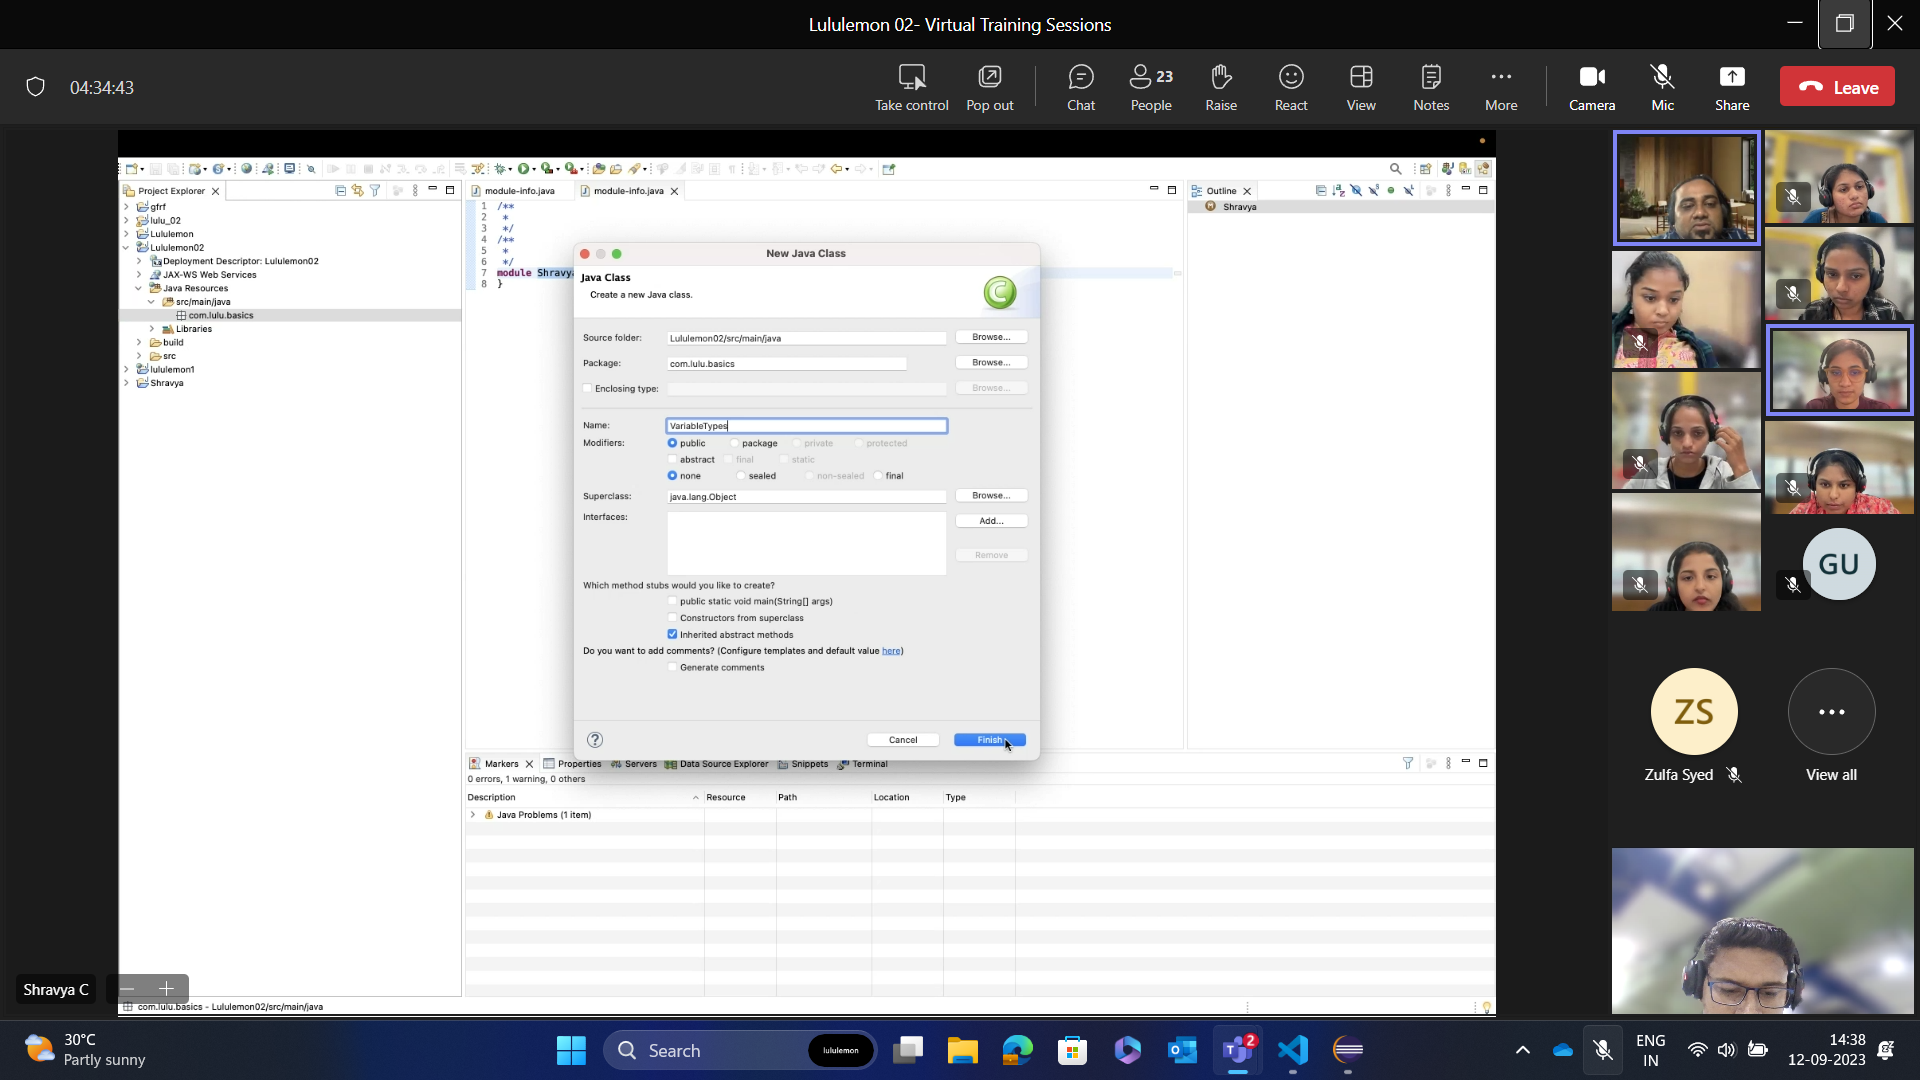 Lululemon 02- Virtual Training Sessions
04:34:43
Take control
Pop out
Chat
23
People
Raise
React
View
Notes
More
Camera
Mic
Share
Leave
Project Explorer
gfrf
lulu_02
Lululemon
Lululemon02
Deployment Descriptor: Lululemon02
JAX-WS Web Services
Java Resources
src/main/java
com.lulu.basics
Libraries
build
src
lululemon1
Shravya
module-info.java
module-info.java
1 /**
2 *
3 */
4 /**
5 *
6 */
7 module Shravya
8 }
Outline
Shravya
New Java Class
Java Class
Create a new Java class.
Source folder: Lululemon02/src/main/java Browse...
Package: com.lulu.basics Browse...
Enclosing type: Browse...
Name: VariableTypes
Modifiers: public package private protected
abstract final static
none sealed non-sealed final
Superclass: java.lang.Object Browse...
Interfaces: Add...
Remove
Which method stubs would you like to create?
public static void main(String[] args)
Constructors from superclass
Inherited abstract methods
Do you want to add comments? (Configure templates and default value here)
Generate comments
Cancel Finish
Markers Properties Servers Data Source Explorer Snippets Terminal
0 errors, 1 warning, 0 others
Description Resource Path Location Type
Java Problems (1 item)
com.lulu.basics - Lululemon02/src/main/java
Shravya C
GU
ZS
Zulfa Syed
View all
30°C
Partly sunny
Search
lululemon
2
ENG
IN
14:38
12-09-2023